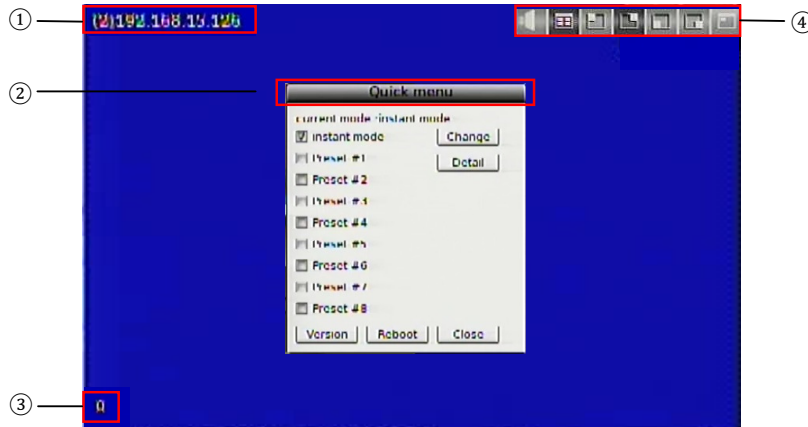 ①
(2)192.168.15.126
④
②
Quick menu
current mode :instant mode
instant mode
Change
Preset #1
Detail
Preset #2
Preset #3
Preset #4
Preset #5
Preset #6
Preset #7
Preset #8
Version
Reboot
Close
③